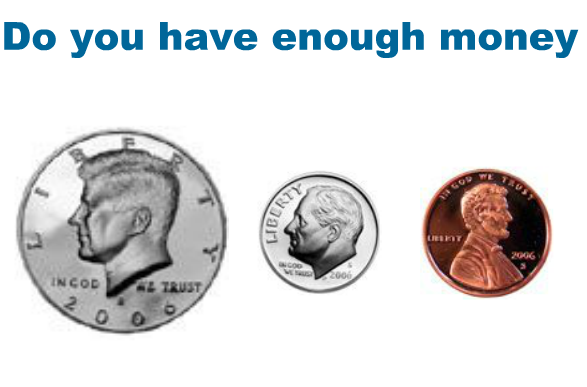 Do you have enough money
LIBERTY
IN GOD WE TRUST
2006
LIBERTY
IN GOD
WE TRUST
S
2006
IN GOD WE TRUST
LIBERTY
2006
S